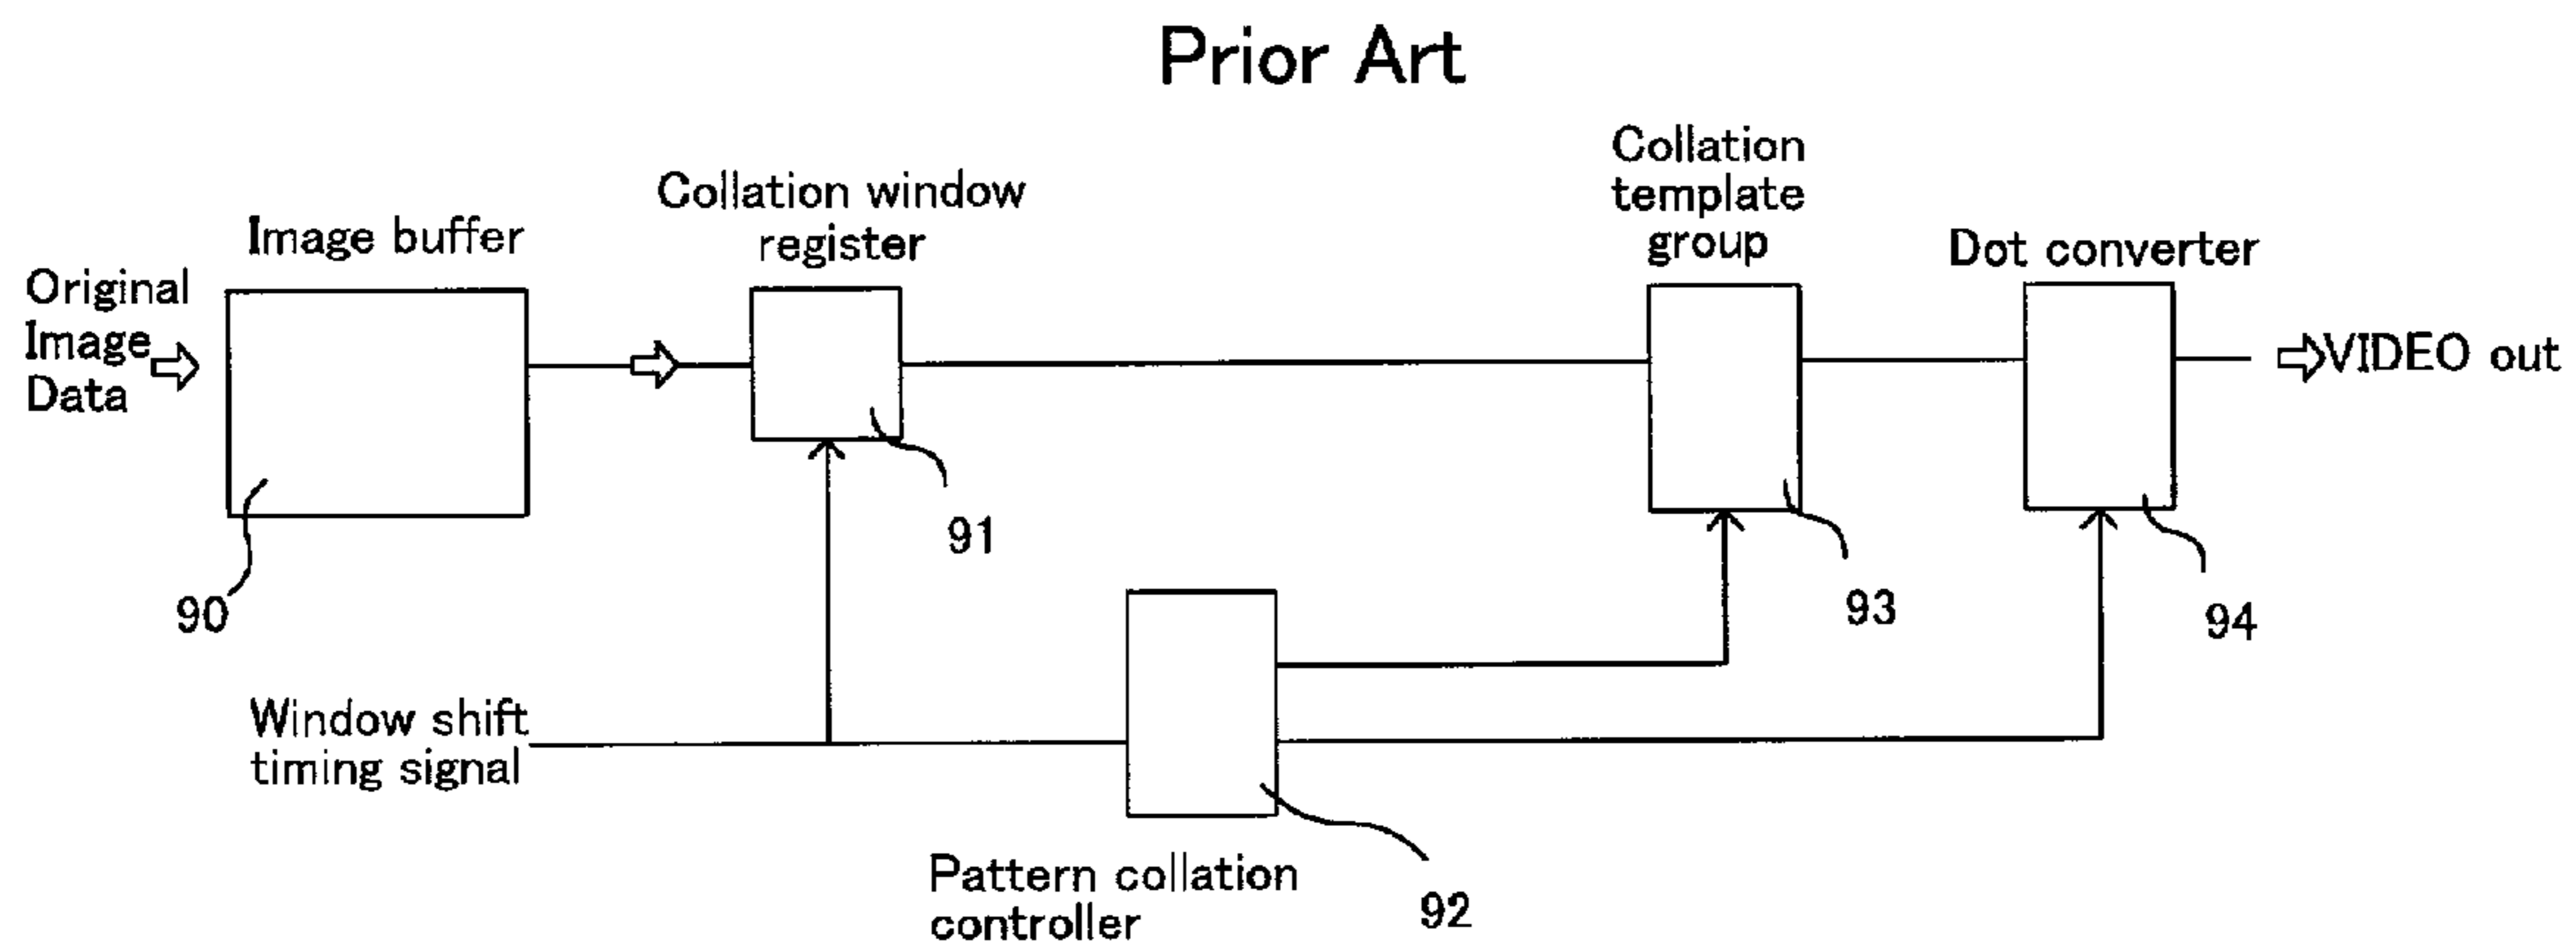 Prior Art
Collation
template
group
Collation window
register
Image buffer
Dot converter
Original
Image
Data
VIDEO out
91
90
93
94
Window shift
timing signal
Pattern collation
controller
92